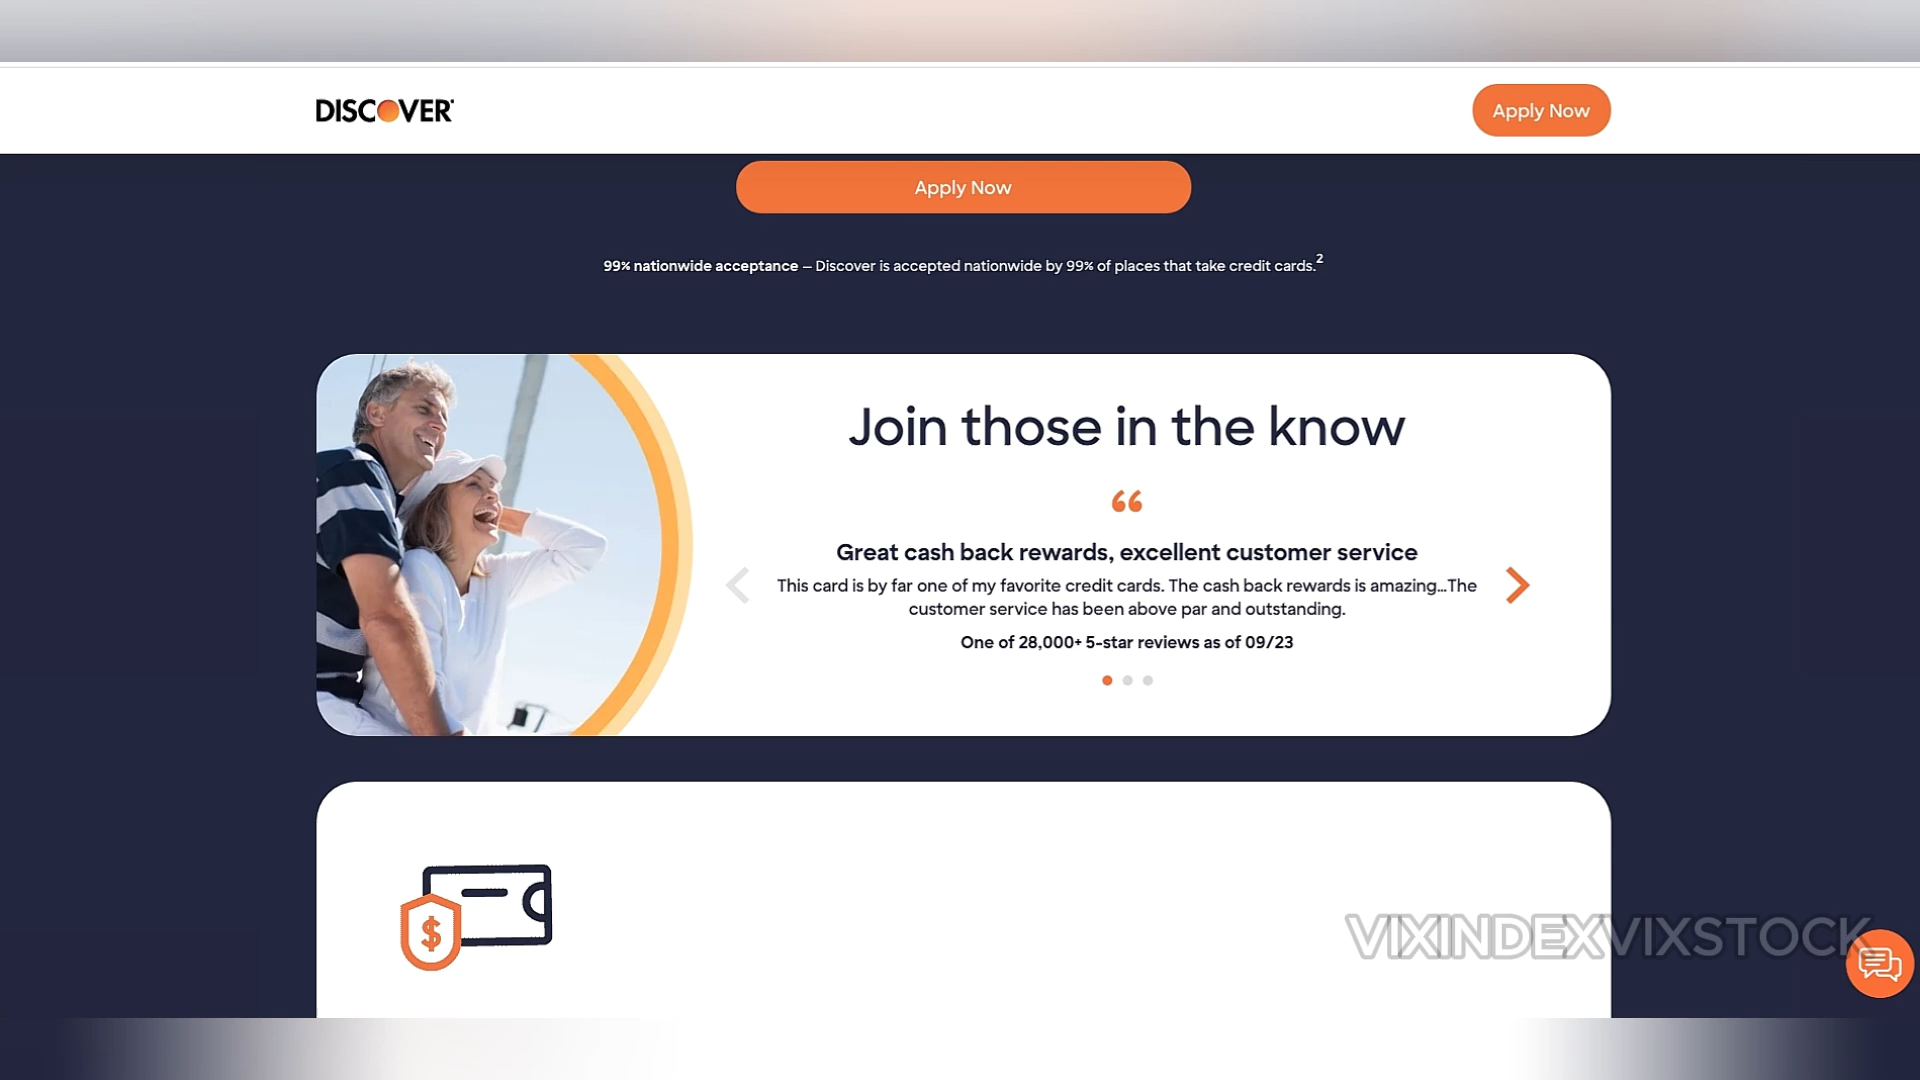 DISCOVER
Apply Now
Apply Now
99% nationwide acceptance – Discover is accepted nationwide by 99% of places that take credit cards.2
Join those in the know
“
Great cash back rewards, excellent customer service
This card is by far one of my favorite credit cards. The cash back rewards is amazing...The
customer service has been above par and outstanding.
One of 28,000+ 5-star reviews as of 09/23
$
VIXINDEXVIXSTOCK